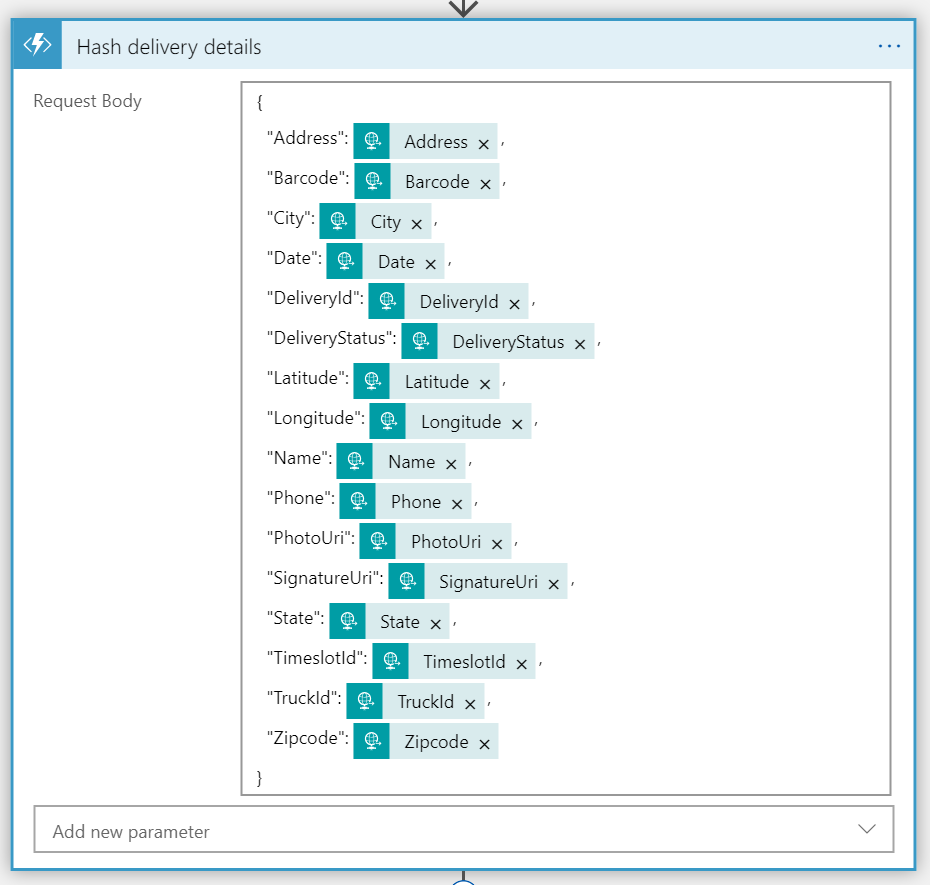 Hash delivery details
Request Body
{
"Address": Address × ,
"Barcode": Barcode × ,
"City": City × ,
"Date": Date × ,
"DeliveryId": DeliveryId × ,
"DeliveryStatus": DeliveryStatus × ,
"Latitude": Latitude × ,
"Longitude": Longitude × ,
"Name": Name × ,
"Phone": Phone × ,
"PhotoUri": PhotoUri × ,
"SignatureUri": SignatureUri × ,
"State": State × ,
"TimeslotId": TimeslotId × ,
"TruckId": TruckId × ,
"Zipcode": Zipcode ×
}
Add new parameter